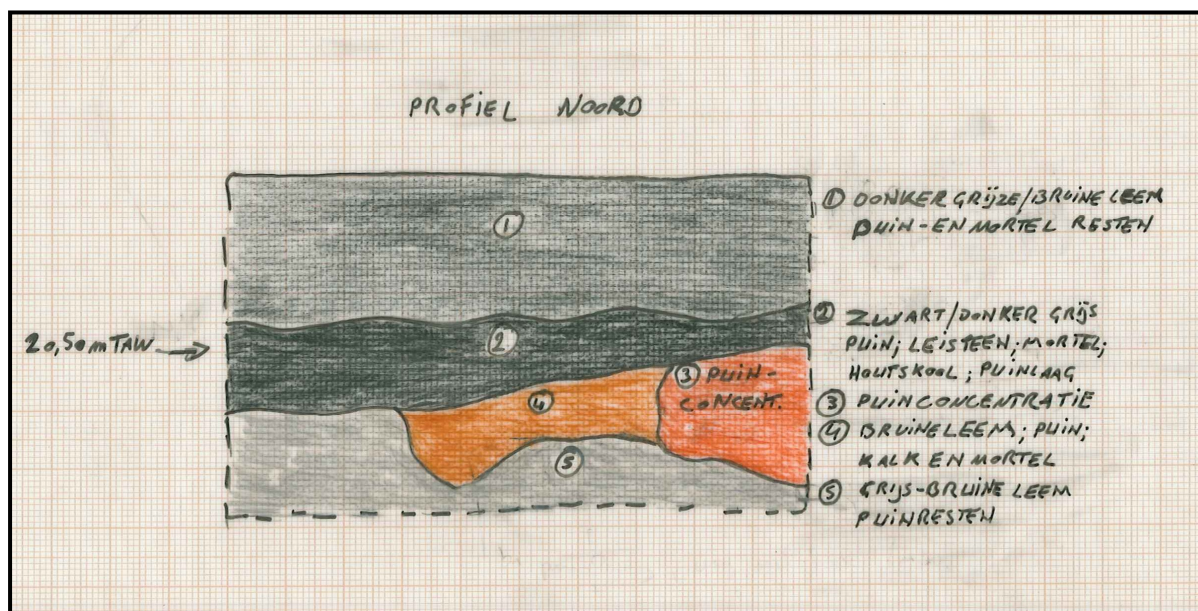 PROFIEL NOORD
① DONKER GRIJZE/BRUINE LEEM
PUIN-EN MORTEL RESTEN
①
② ZWART/DONKER GRIJS
PUIN; LEISTEEN; MORTEL;
HOUTSKOOL; PUINLAAG
20,50m TAW →
②
③ PUIN-
CONCENT.
③ PUINCONCENTRATIE
④
④ BRUINE LEEM; PUIN;
KALK EN MORTEL
⑤
⑤ GRIJS-BRUINE LEEM
PUINRESTEN